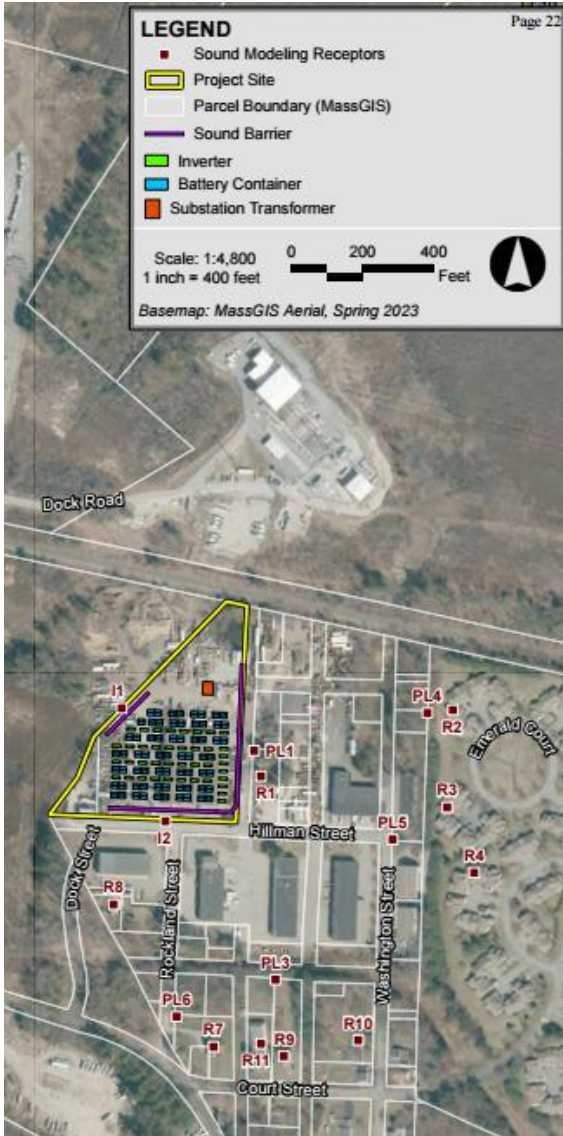 Page 22
LEGEND
Sound Modeling Receptors
Project Site
Parcel Boundary (MassGIS)
Sound Barrier
Inverter
Battery Container
Substation Transformer
Scale: 1:4,800
1 inch = 400 feet
0 200 400
Feet
Basemap: MassGIS Aerial, Spring 2023
Dock Road
I1
PL4
R2
Emerald Court
PL1
R1
R3
I2
Hillman Street
PL5
Dock Street
R4
R8
Rockland Street
Washington Street
PL3
PL6
R7
R11
R9
R10
Court Street